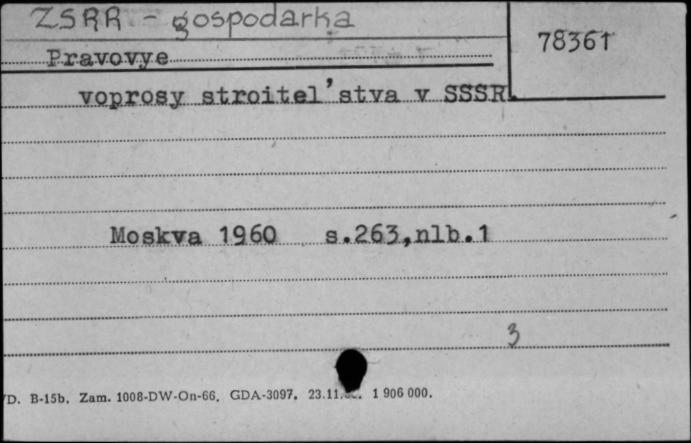 ZSRR - gospodarka
78361
Pravovye
voprosy stroitel'stva v SSSR.
Moskva 1960 s.263,nlb.1
3
D. B-15b. Zam. 1008-DW-On-66. GDA-3097. 23.11. 1 906 000.